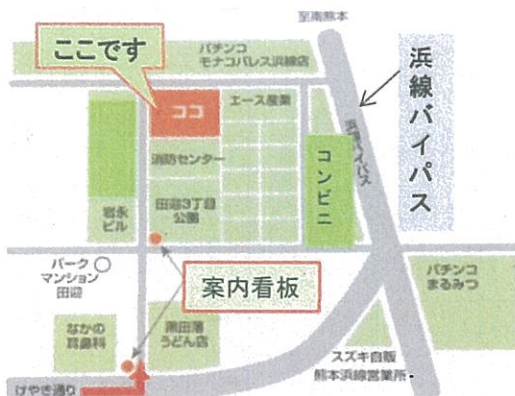 至南熊本
ここです
パチンコ
モナコパレス浜線店
浜線バイパス
ココ
エース産業
消防センター
コンビニ
浜線バイパス
岩永
ビル
田迎3丁目
公園
パーク
マンション
田迎
案内看板
パチンコ
まるみつ
なかの
耳鼻科
黒田藩
うどん店
スズキ自販
熊本浜線営業所
けやき通り